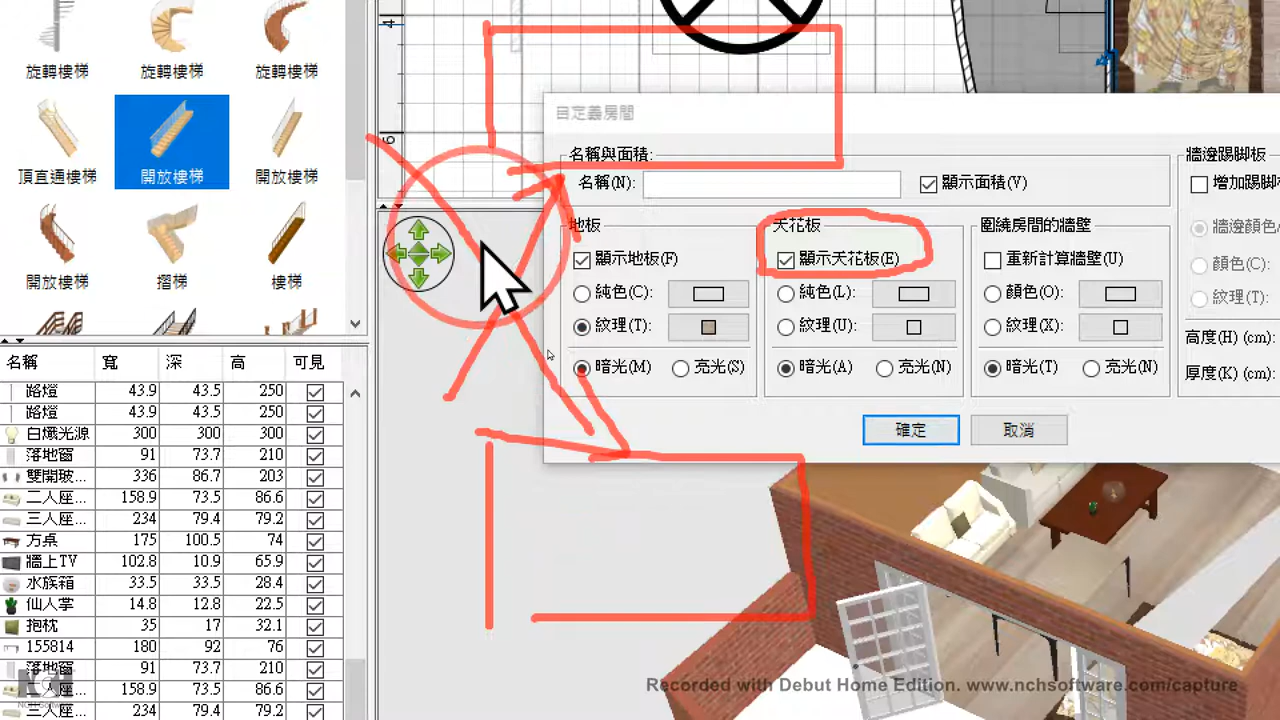 旋轉樓梯 旋轉樓梯 旋轉樓梯
頂直通樓梯 開放樓梯 開放樓梯
開放樓梯 摺梯 樓梯
名稱 寬 深 高 可見
路燈 43.9 43.5 250
路燈 43.9 43.5 250
白熾光源 300 300 300
落地窗 91 73.7 210
雙開玻... 336 86.7 203
二人座... 158.9 73.5 86.6
三人座... 234 79.4 79.2
方桌 175 100.5 74
牆上TV 102.8 10.9 65.9
水族箱 33.5 33.5 28.4
仙人掌 14.8 12.8 22.5
抱枕 35 17 32.1
155814 180 92 76
落地窗 91 73.7 210
人座... 158.9 73.5 86.6
三人座... 234 79.4 79.2
4
6
自定義房間
名稱與面積:
名稱(N): 顯示面積(V)
地板
顯示地板(F)
純色(C):
紋理(T):
暗光(M) 亮光(S)
天花板
顯示天花板(E)
純色(L):
紋理(U):
暗光(A) 亮光(N)
圍繞房間的牆壁
重新計算牆壁(U)
顏色(O):
紋理(X):
暗光(T) 亮光(N)
牆邊踢腳板
增加踢腳
牆邊顏色
顏色(C):
紋理(T):
高度(H) (cm):
厚度(K) (cm):
確定 取消
Recorded with Debut Home Edition. www.nchsoftware.com/capture